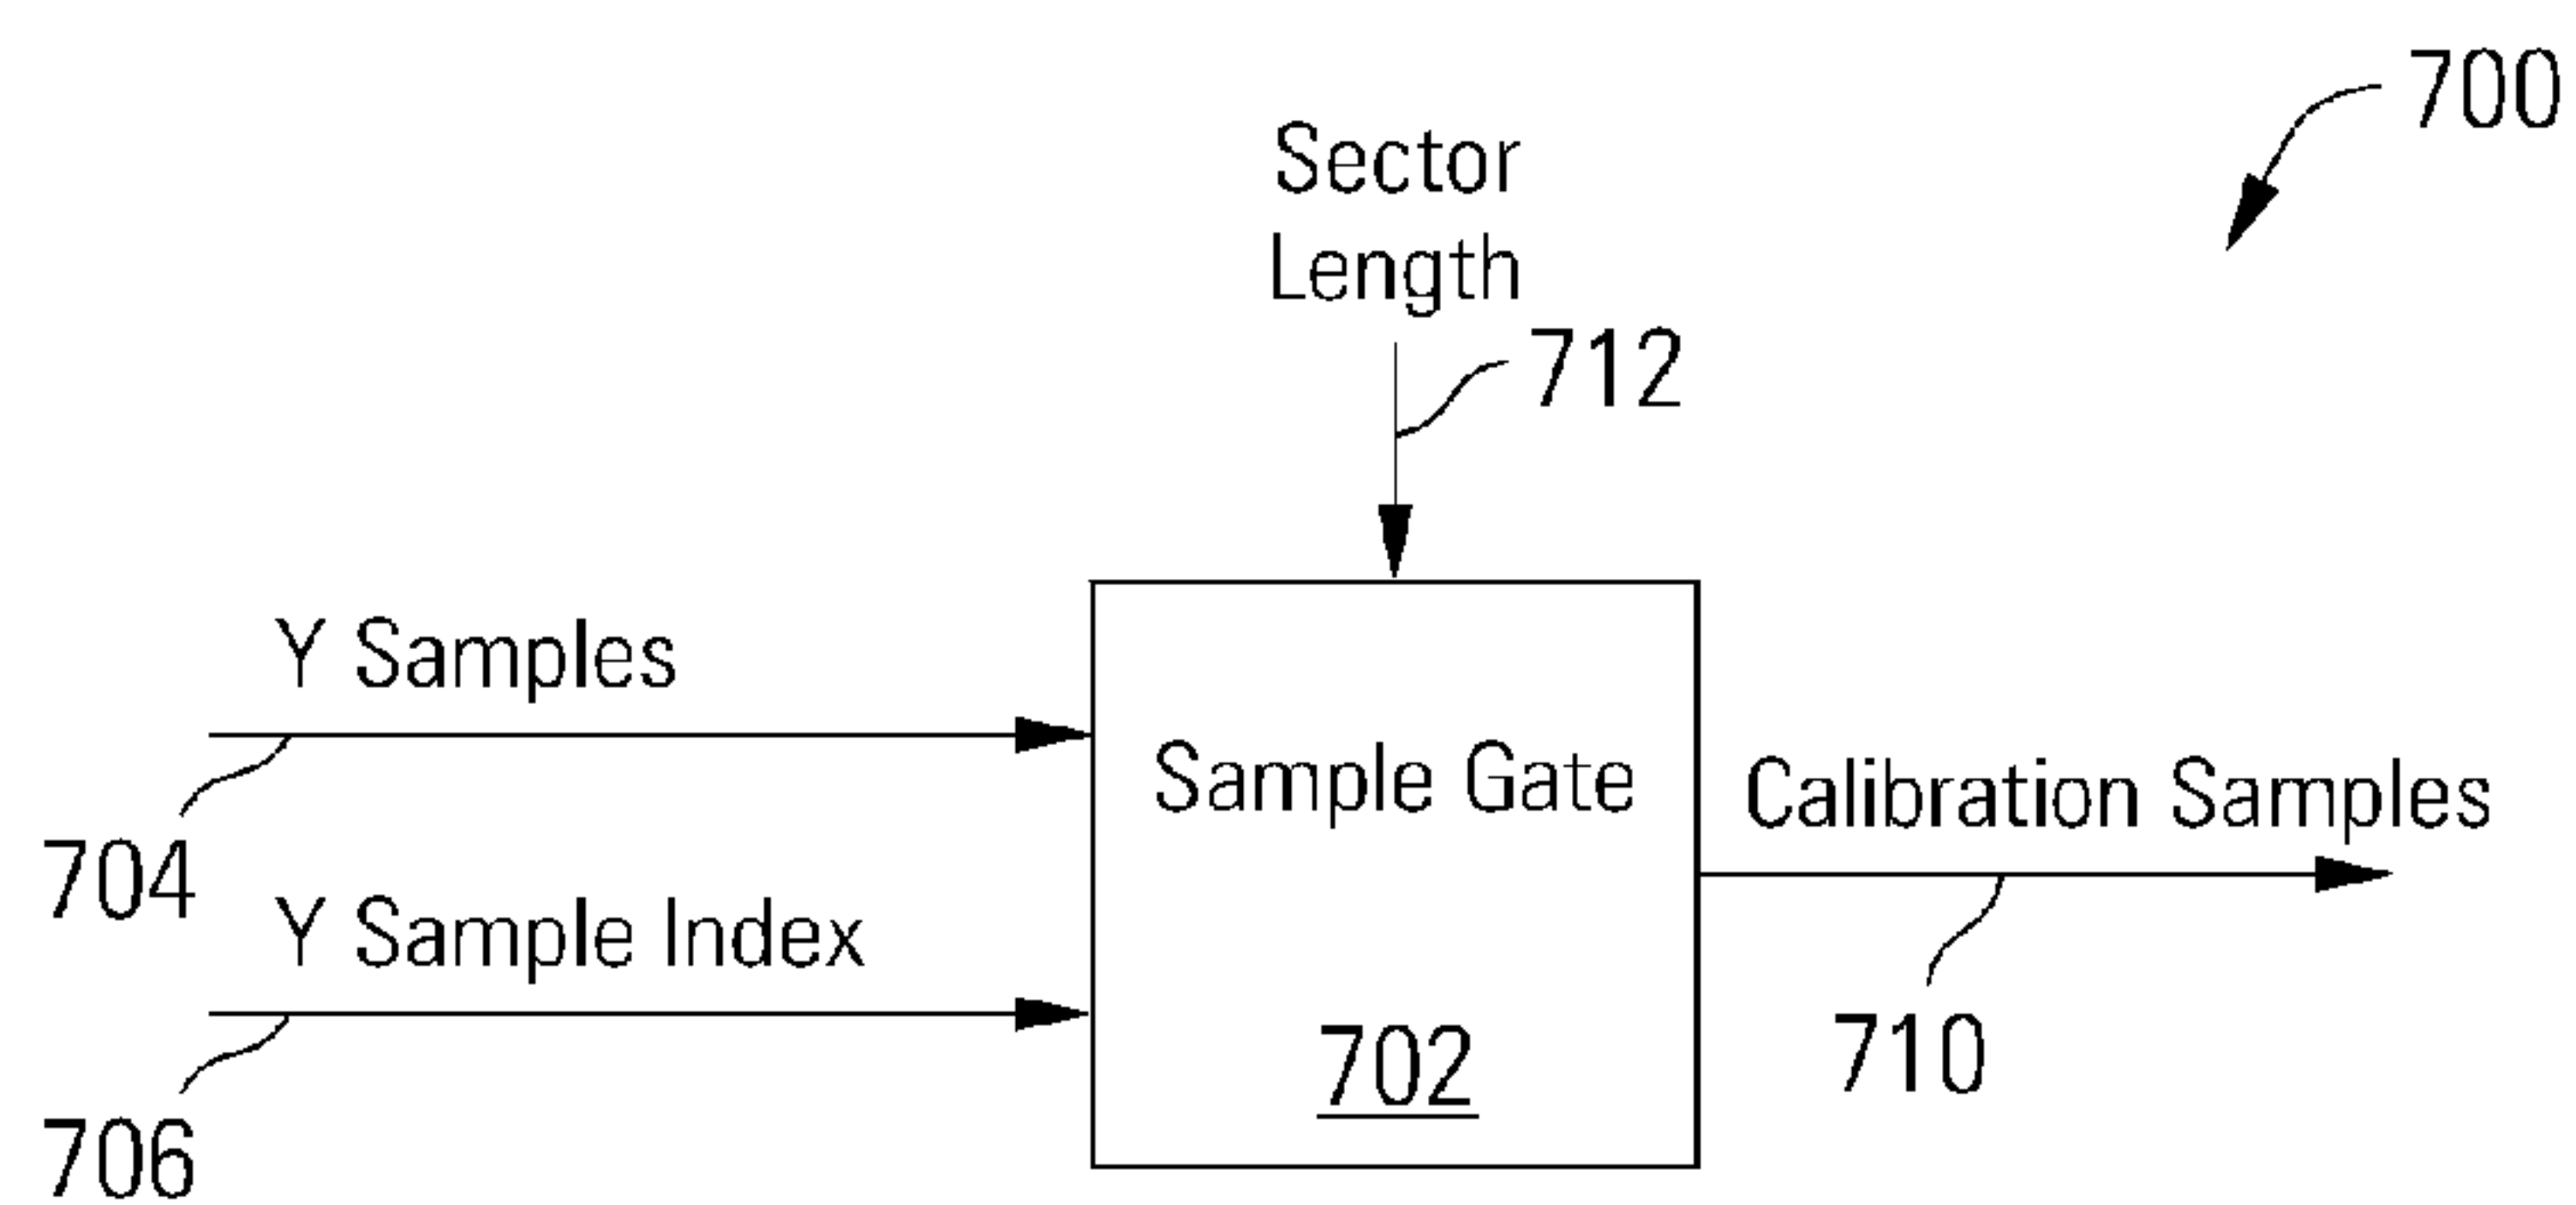 700
Sector
Length
712
Y Samples
704
Y Sample Index
706
Sample Gate
702
Calibration Samples
710